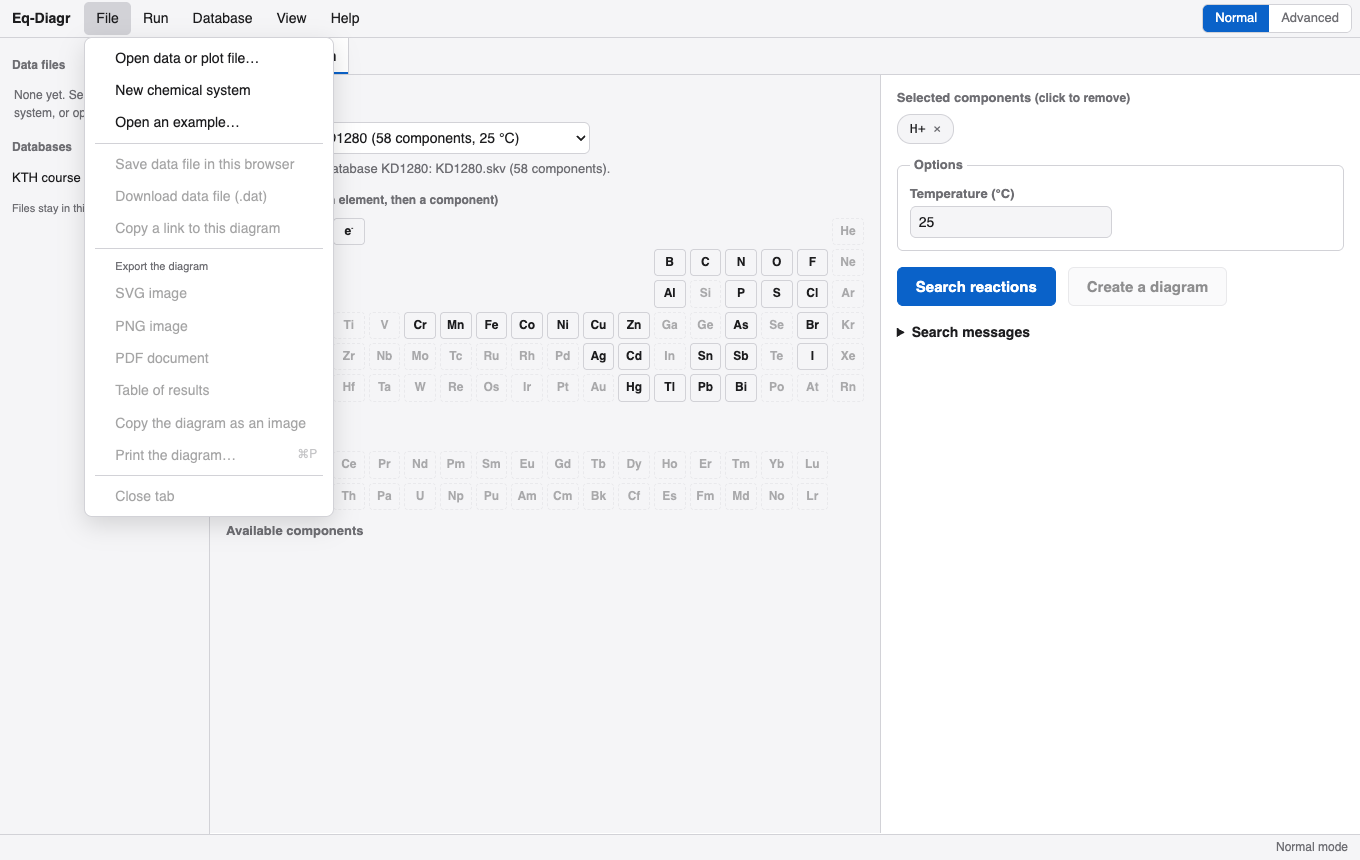 Eq-Diagr File Run Database View Help Normal Advanced
Data files
None yet. Se
system, or op
Databases
KTH course
Files stay in thi
Open data or plot file…
New chemical system
Open an example…
Save data file in this browser
Download data file (.dat)
Copy a link to this diagram
Export the diagram
SVG image
PNG image
PDF document
Table of results
Copy the diagram as an image
Print the diagram… ⌘P
Close tab
D1280 (58 components, 25 °C)
atabase KD1280: KD1280.skv (58 components).
element, then a component)
e- He
B C N O F Ne
Al Si P S Cl Ar
Ti V Cr Mn Fe Co Ni Cu Zn Ga Ge As Se Br Kr
Zr Nb Mo Tc Ru Rh Pd Ag Cd In Sn Sb Te I Xe
Hf Ta W Re Os Ir Pt Au Hg Tl Pb Bi Po At Rn
Ce Pr Nd Pm Sm Eu Gd Tb Dy Ho Er Tm Yb Lu
Th Pa U Np Pu Am Cm Bk Cf Es Fm Md No Lr
Available components
Selected components (click to remove)
H+ ×
Options
Temperature (°C)
25
Search reactions Create a diagram
▶ Search messages
Normal mode